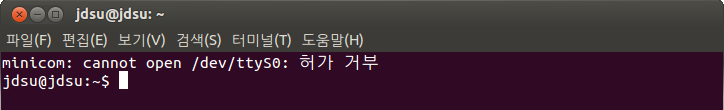 jdsu@jdsu: ~
파일(F) 편집(E) 보기(V) 검색(S) 터미널(T) 도움말(H)
minicom: cannot open /dev/ttyS0: 허가 거부
jdsu@jdsu:~$